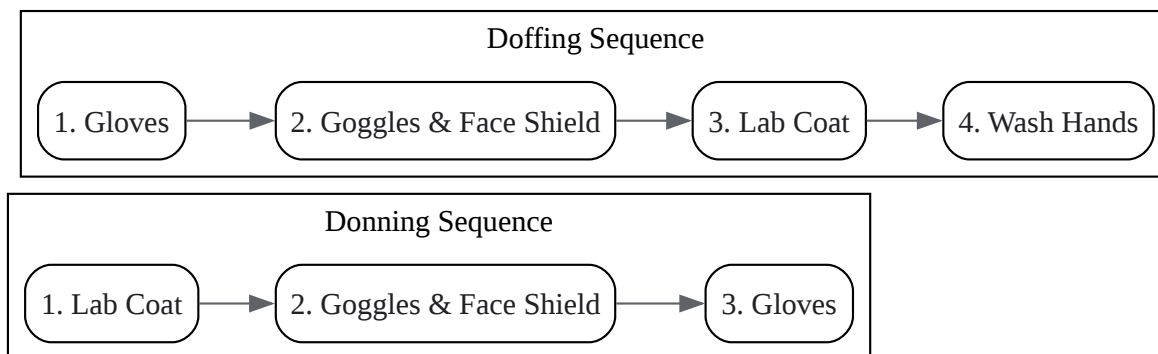 Doffing Sequence
1. Gloves
2. Goggles & Face Shield
3. Lab Coat
4. Wash Hands
Donning Sequence
1. Lab Coat
2. Goggles & Face Shield
3. Gloves